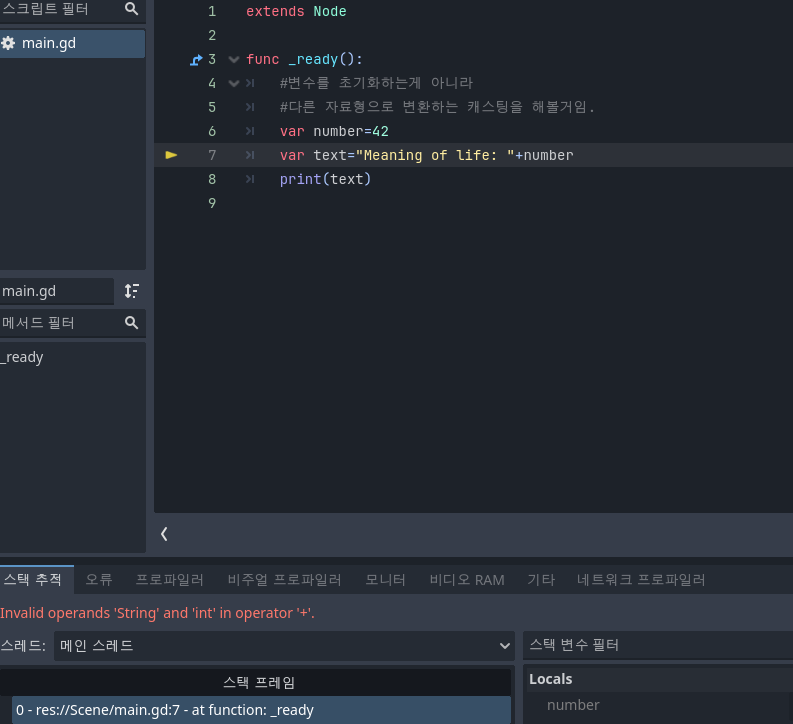 스크립트 필터
main.gd
main.gd
메서드 필터
_ready
1 extends Node
2
3 func _ready():
4 #변수를 초기화하는게 아니라
5 #다른 자료형으로 변환하는 캐스팅을 해볼거임.
6 var number=42
7 var text="Meaning of life: "+number
8 print(text)
9
스택 추적 오류 프로파일러 비주얼 프로파일러 모니터 비디오 RAM 기타 네트워크 프로파일러
Invalid operands 'String' and 'int' in operator '+'.
스레드: 메인 스레드
스택 변수 필터
스택 프레임
0 - res://Scene/main.gd:7 - at function: _ready
Locals
number